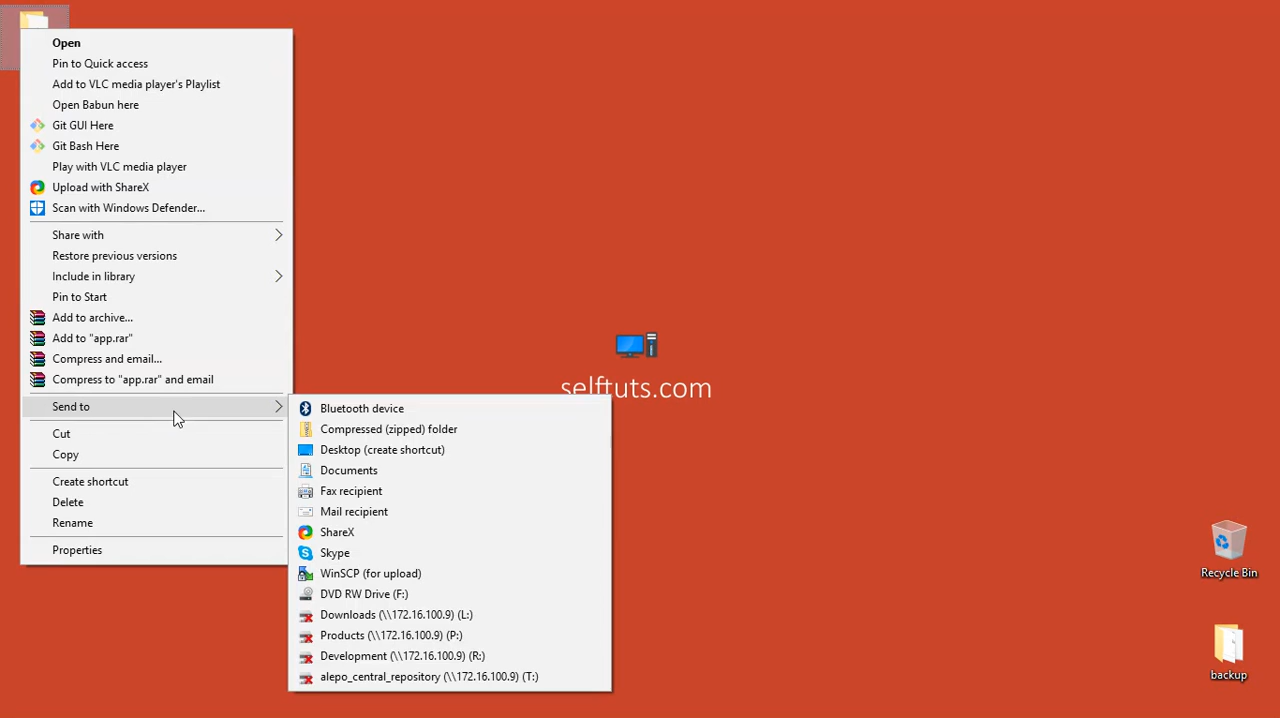 Open
Pin to Quick access
Add to VLC media player's Playlist
Open Babun here
Git GUI Here
Git Bash Here
Play with VLC media player
Upload with ShareX
Scan with Windows Defender...
Share with
Restore previous versions
Include in library
Pin to Start
Add to archive...
Add to "app.rar"
Compress and email...
Compress to "app.rar" and email
Send to
Cut
Copy
Create shortcut
Delete
Rename
Properties
Bluetooth device
Compressed (zipped) folder
Desktop (create shortcut)
Documents
Fax recipient
Mail recipient
ShareX
Skype
WinSCP (for upload)
DVD RW Drive (F:)
Downloads (\\172.16.100.9) (L:)
Products (\\172.16.100.9) (P:)
Development (\\172.16.100.9) (R:)
alepo_central_repository (\\172.16.100.9) (T:)
selftuts.com
Recycle Bin
backup